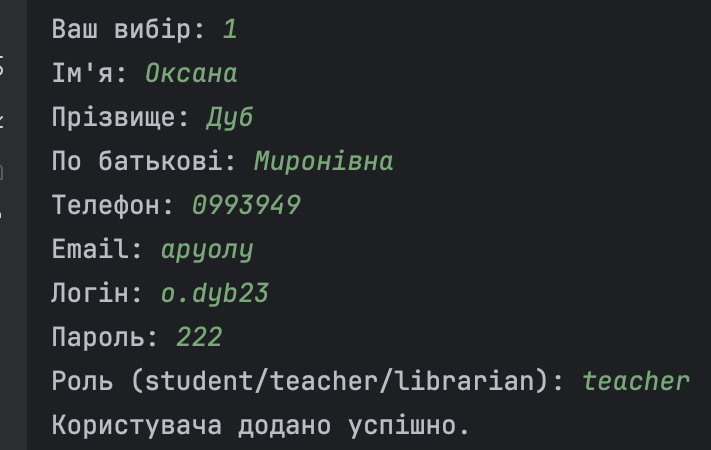 Ваш вибір: 1
Ім'я: Оксана
Прізвище: Дуб
По батькові: Миронівна
Телефон: 0993949
Email: аруолу
Логін: o.dyb23
Пароль: 222
Роль (student/teacher/librarian): teacher
Користувача додано успішно.